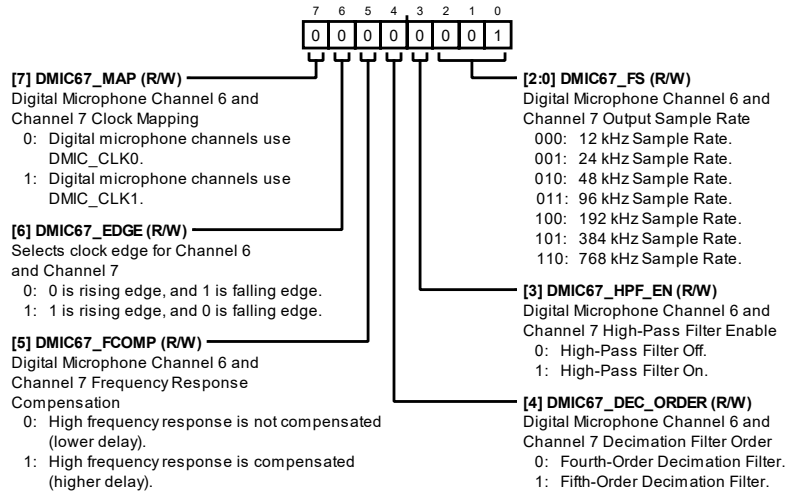 7 6 5 4 3 2 1 0
0 0 0 0 0 0 0 1
[7] DMIC67_MAP (R/W)
Digital Microphone Channel 6 and
Channel 7 Clock Mapping
0: Digital microphone channels use
DMIC_CLK0.
1: Digital microphone channels use
DMIC_CLK1.
[6] DMIC67_EDGE (R/W)
Selects clock edge for Channel 6
and Channel 7
0: 0 is rising edge, and 1 is falling edge.
1: 1 is rising edge, and 0 is falling edge.
[5] DMIC67_FCOMP (R/W)
Digital Microphone Channel 6 and
Channel 7 Frequency Response
Compensation
0: High frequency response is not compensated
(lower delay).
1: High frequency response is compensated
(higher delay).
[2:0] DMIC67_FS (R/W)
Digital Microphone Channel 6 and
Channel 7 Output Sample Rate
000: 12 kHz Sample Rate.
001: 24 kHz Sample Rate.
010: 48 kHz Sample Rate.
011: 96 kHz Sample Rate.
100: 192 kHz Sample Rate.
101: 384 kHz Sample Rate.
110: 768 kHz Sample Rate.
[3] DMIC67_HPF_EN (R/W)
Digital Microphone Channel 6 and
Channel 7 High-Pass Filter Enable
0: High-Pass Filter Off.
1: High-Pass Filter On.
[4] DMIC67_DEC_ORDER (R/W)
Digital Microphone Channel 6 and
Channel 7 Decimation Filter Order
0: Fourth-Order Decimation Filter.
1: Fifth-Order Decimation Filter.